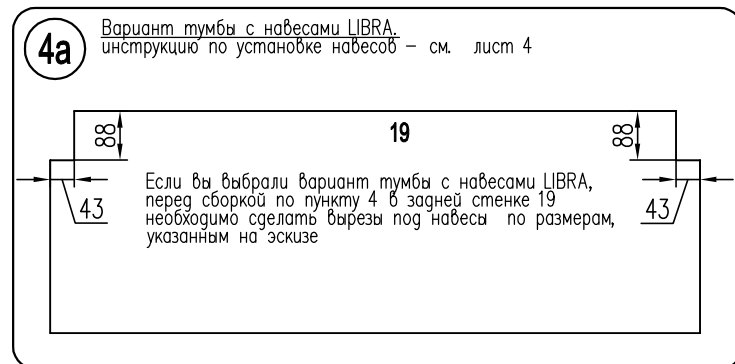 4а
Вариант тумбы с навесами LIBRA.
инструкцию по установке навесов – см. лист 4
88
19
88
Если вы выбрали вариант тумбы с навесами LIBRA,
перед сборкой по пункту 4 в задней стенке 19
необходимо сделать вырезы под навесы по размерам,
указанным на эскизе
43
43